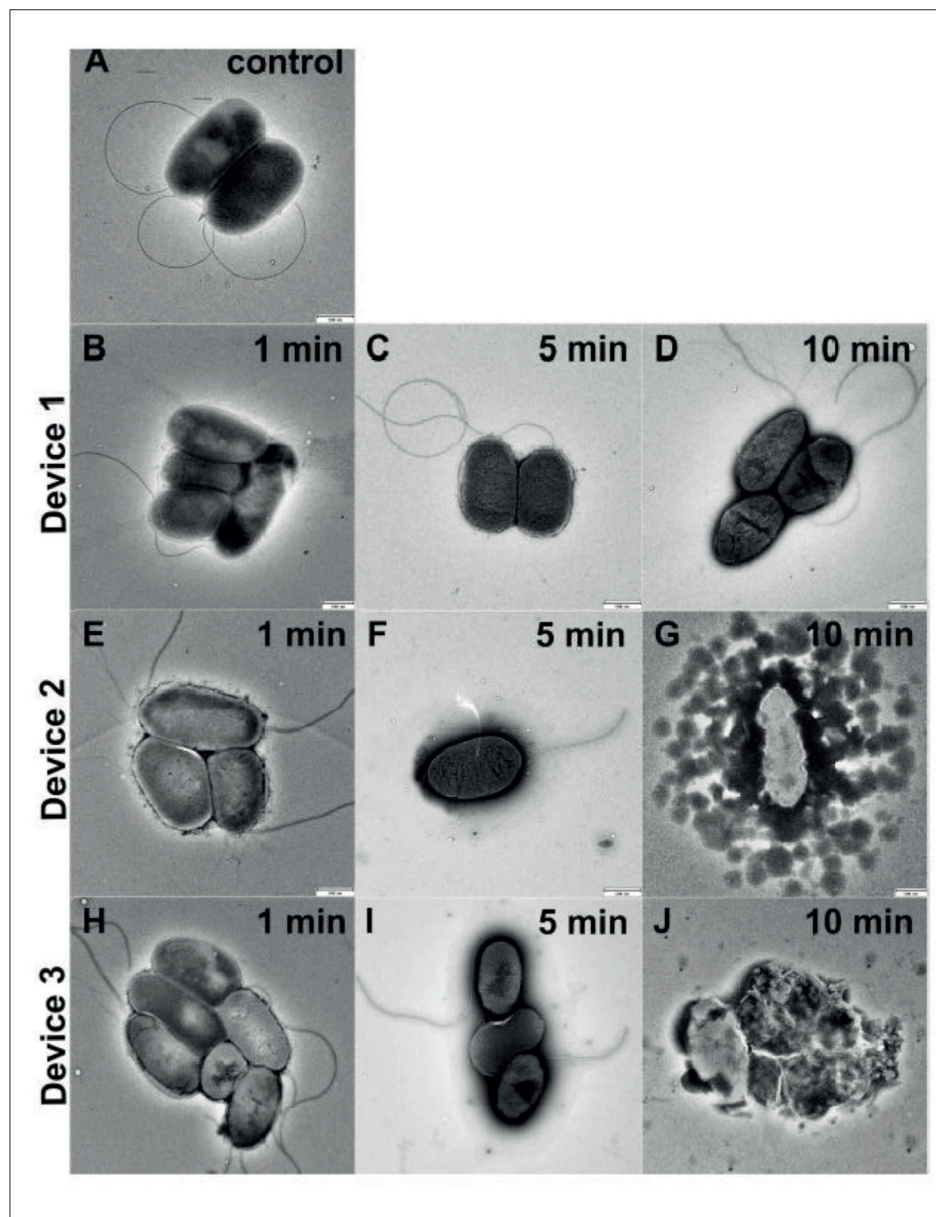 A control
B 1 min
C 5 min
D 10 min
Device 1
E 1 min
F 5 min
G 10 min
Device 2
H 1 min
I 5 min
J 10 min
Device 3